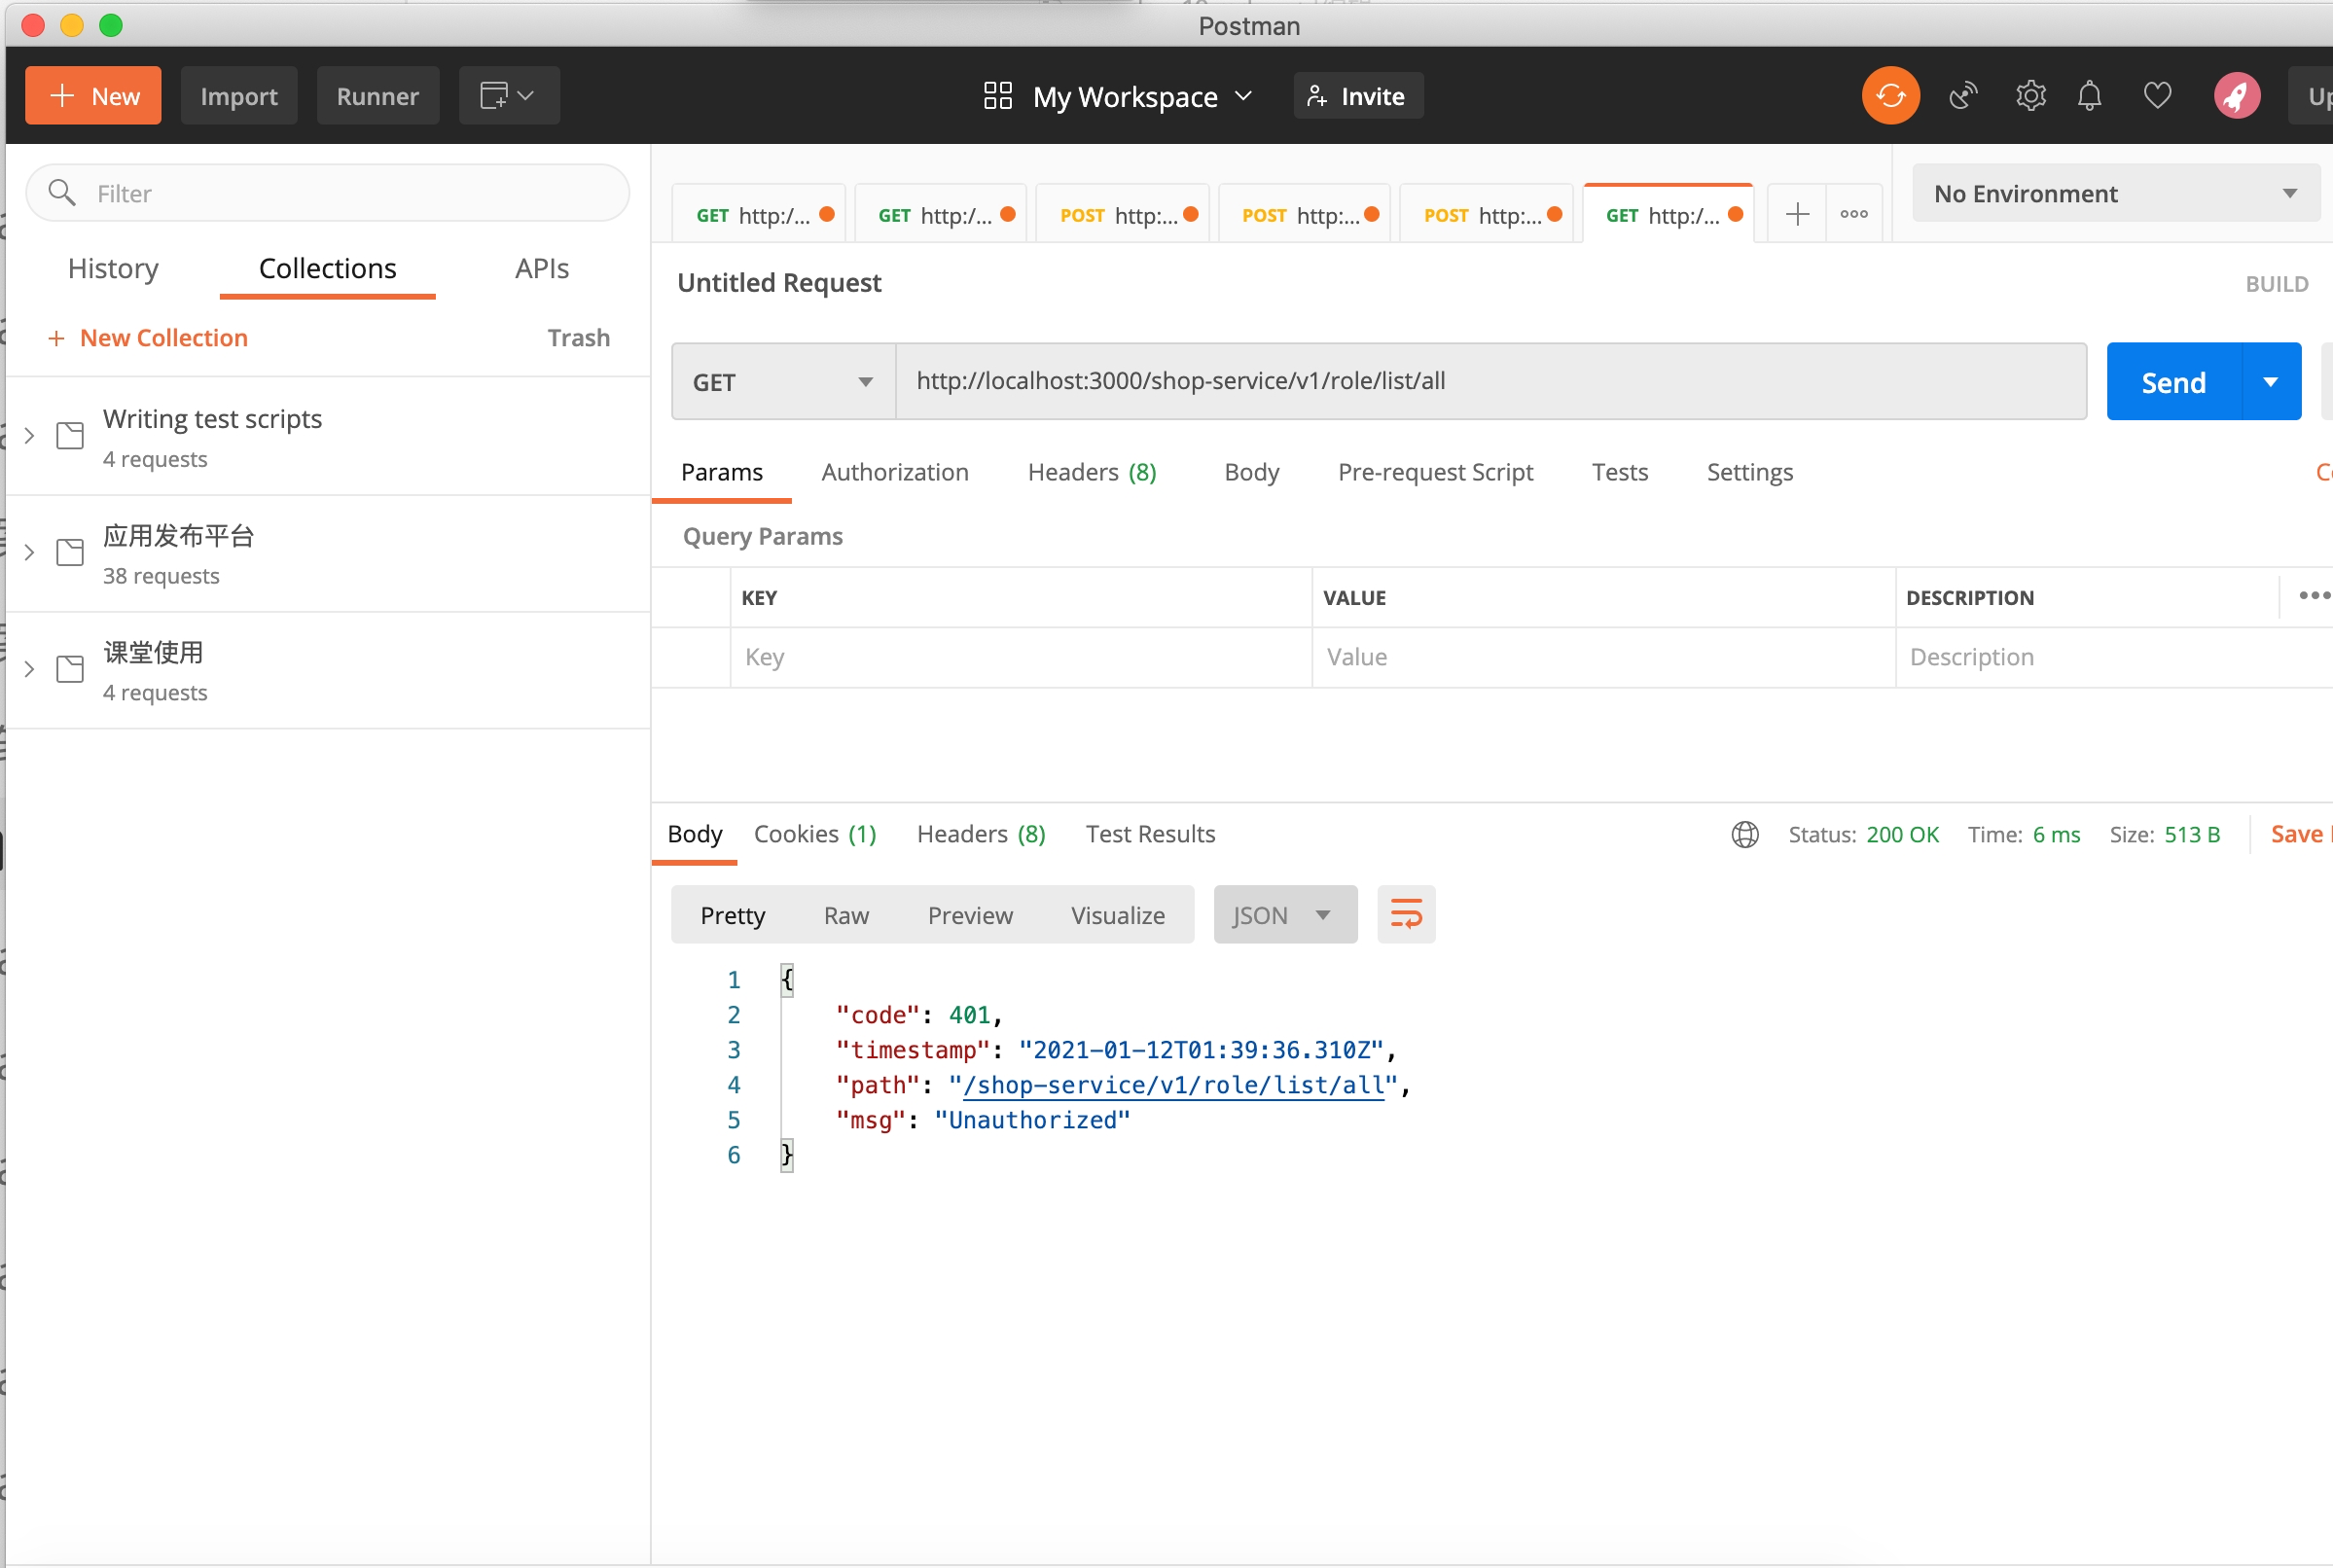 Postman
New Import Runner My Workspace Invite
Filter
History Collections APIs
+ New Collection Trash
Writing test scripts
4 requests
应用发布平台
38 requests
课堂使用
4 requests
GET http:/... GET http:/... POST http:... POST http:... POST http:... GET http:/... No Environment
Untitled Request BUILD
GET http://localhost:3000/shop-service/v1/role/list/all Send
Params Authorization Headers (8) Body Pre-request Script Tests Settings
Query Params
KEY VALUE DESCRIPTION
Key Value Description
Body Cookies (1) Headers (8) Test Results Status: 200 OK Time: 6 ms Size: 513 B Save
Pretty Raw Preview Visualize JSON
1 {
2 "code": 401,
3 "timestamp": "2021-01-12T01:39:36.310Z",
4 "path": "/shop-service/v1/role/list/all",
5 "msg": "Unauthorized"
6 }